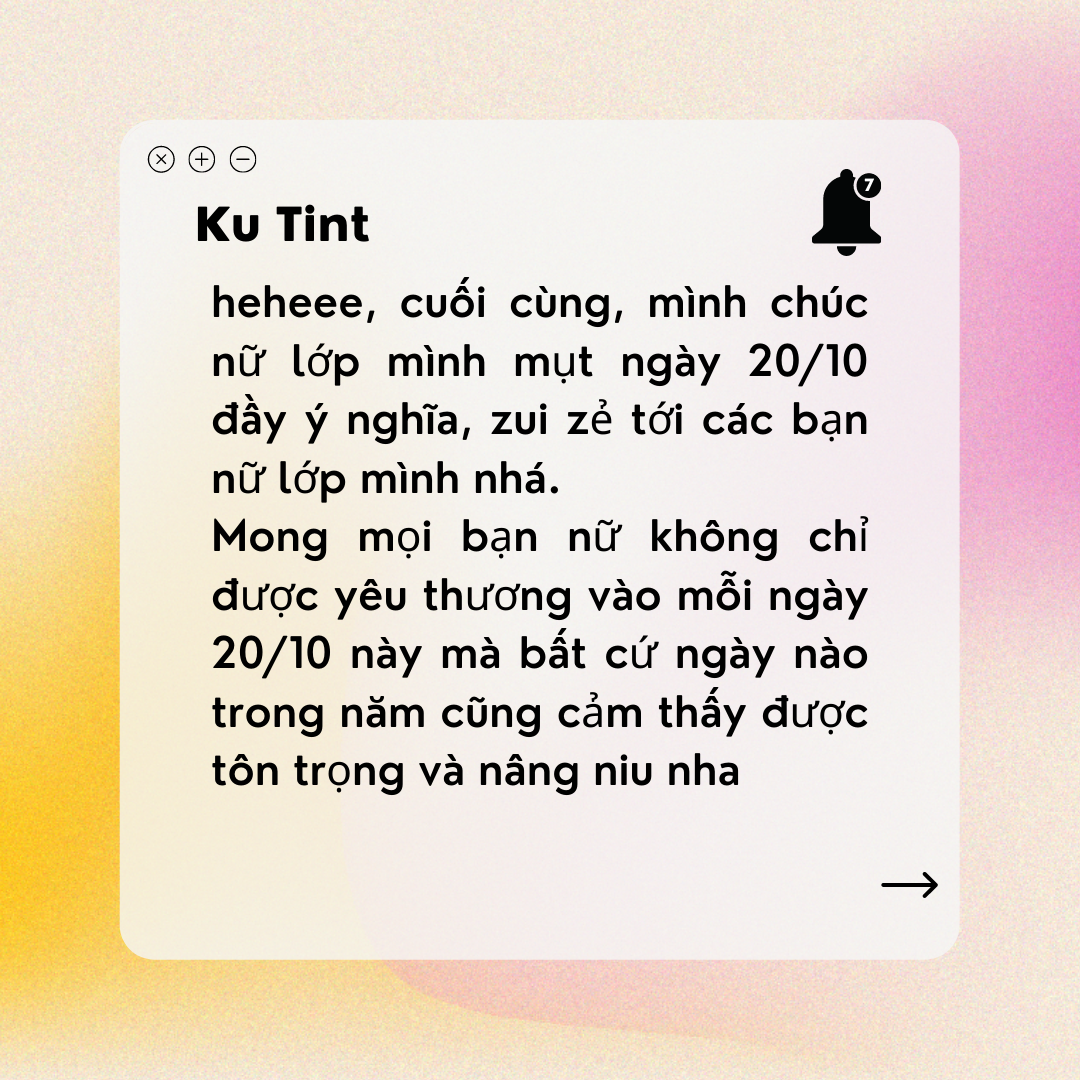 Ku Tint
7
heheee, cuối cùng, mình chúc
nữ lớp mình mụt ngày 20/10
đầy ý nghĩa, zui zẻ tới các bạn
nữ lớp mình nhá.
Mong mọi bạn nữ không chỉ
được yêu thương vào mỗi ngày
20/10 này mà bất cứ ngày nào
trong năm cũng cảm thấy được
tôn trọng và nâng niu nha